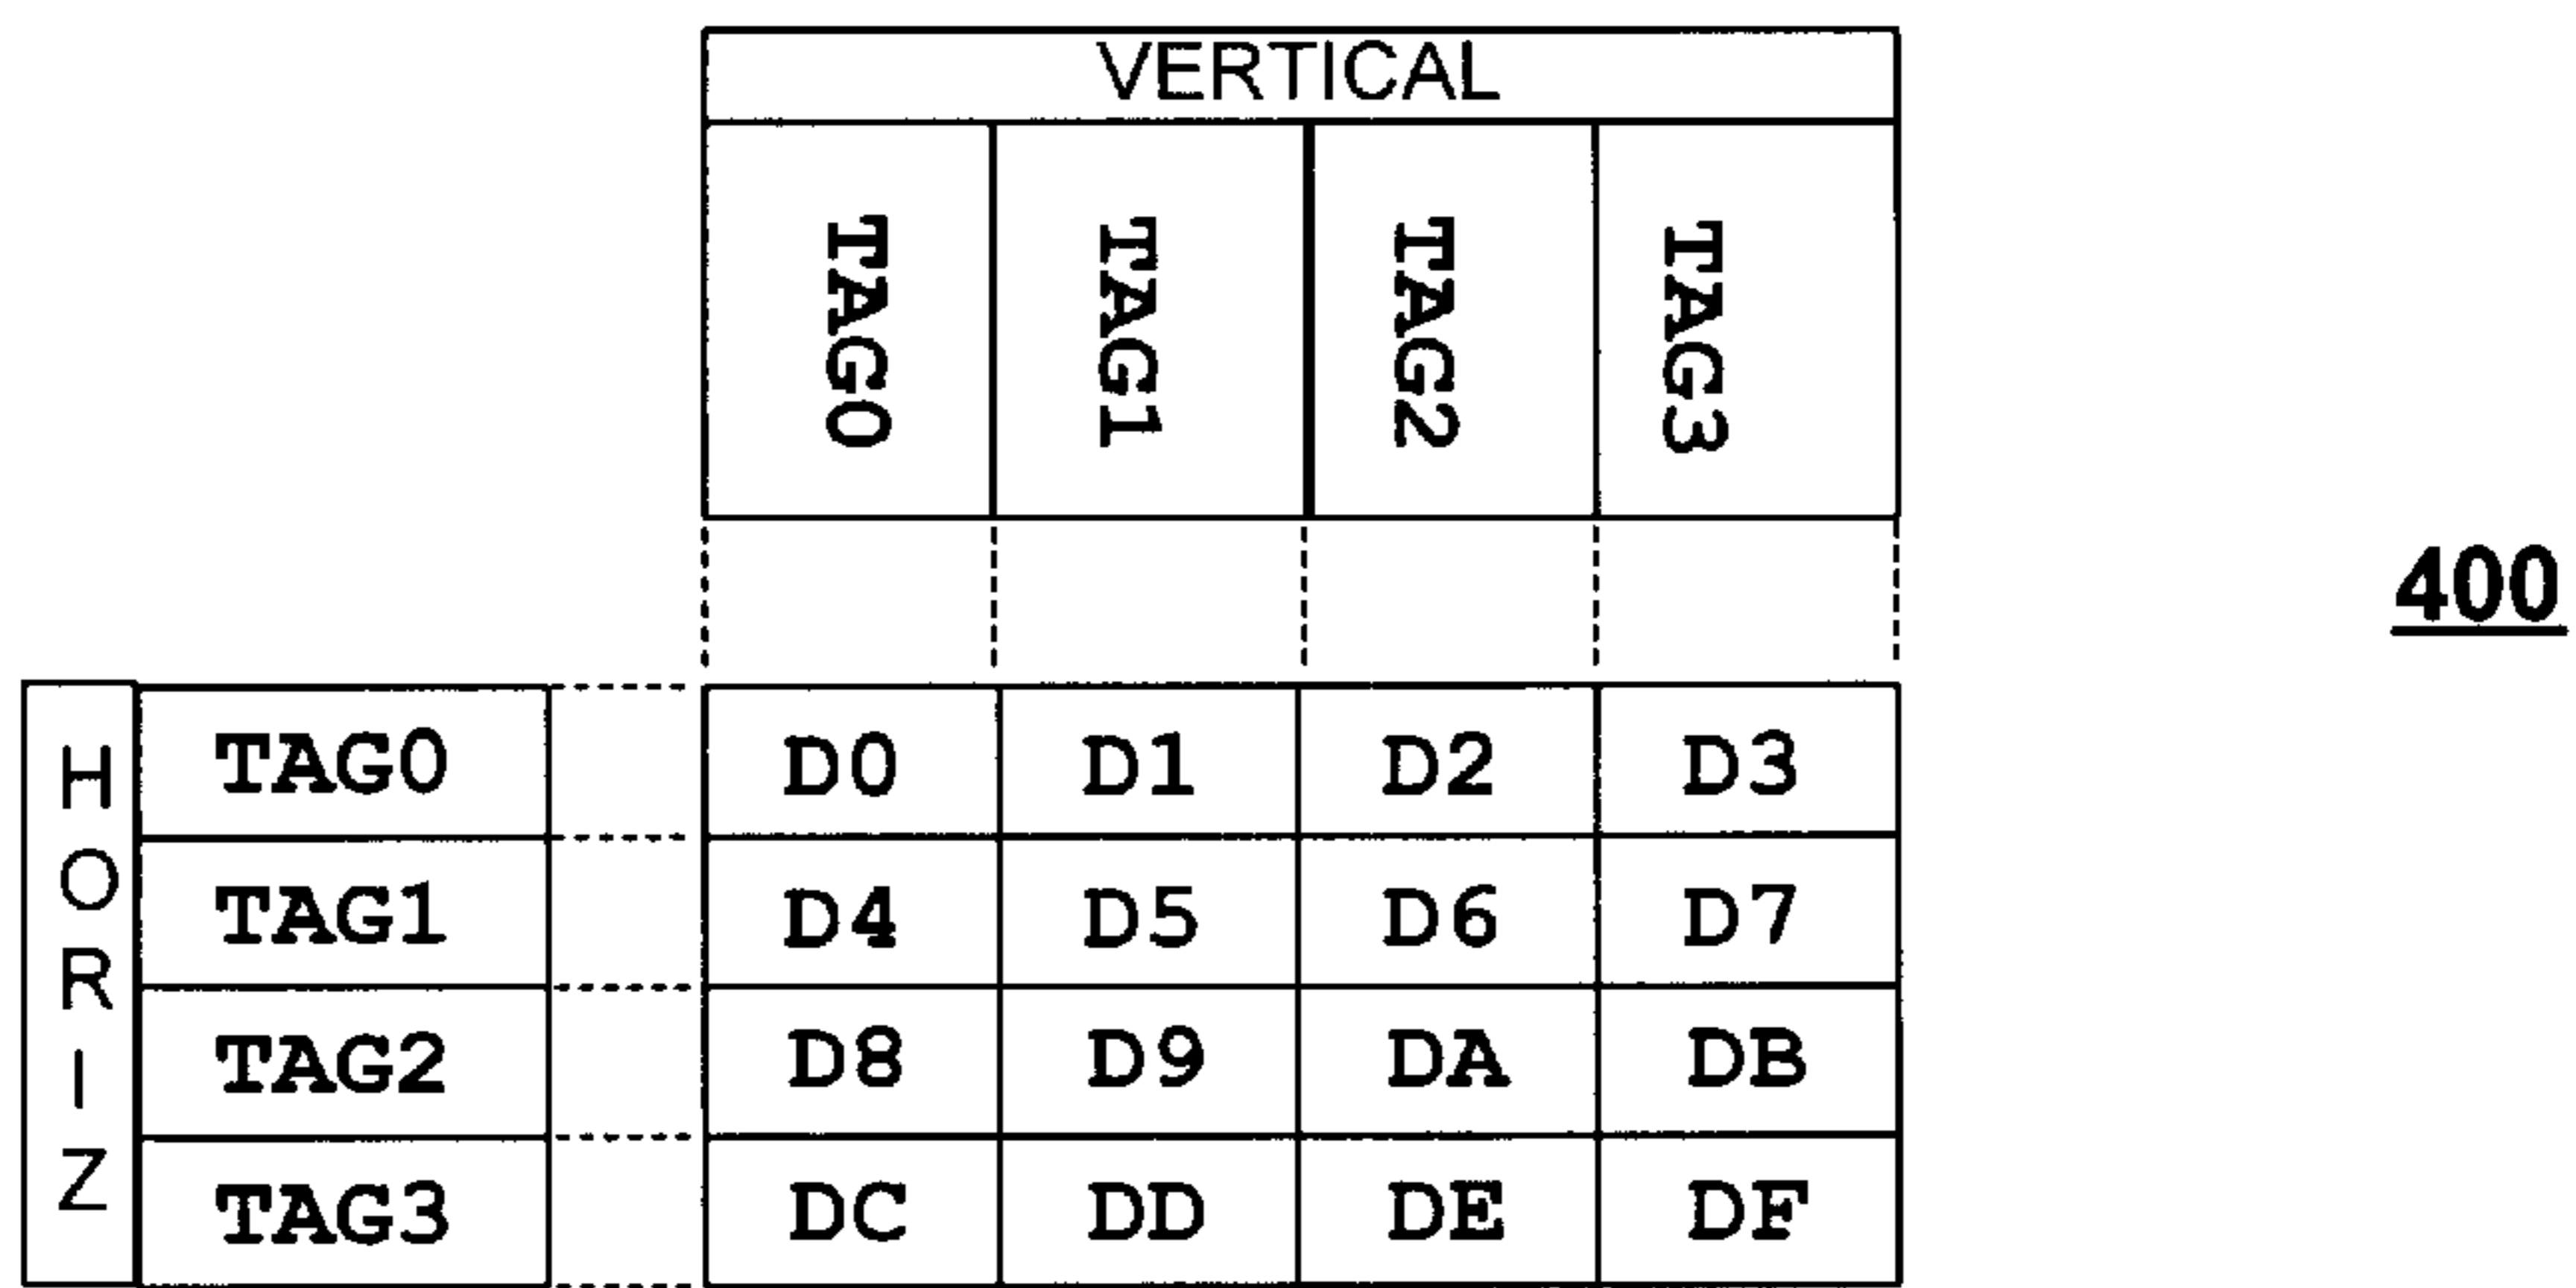 VERTICAL
TAG0 TAG1 TAG2 TAG3
400
HORIZ
TAG0 D0 D1 D2 D3
TAG1 D4 D5 D6 D7
TAG2 D8 D9 DA DB
TAG3 DC DD DE DF